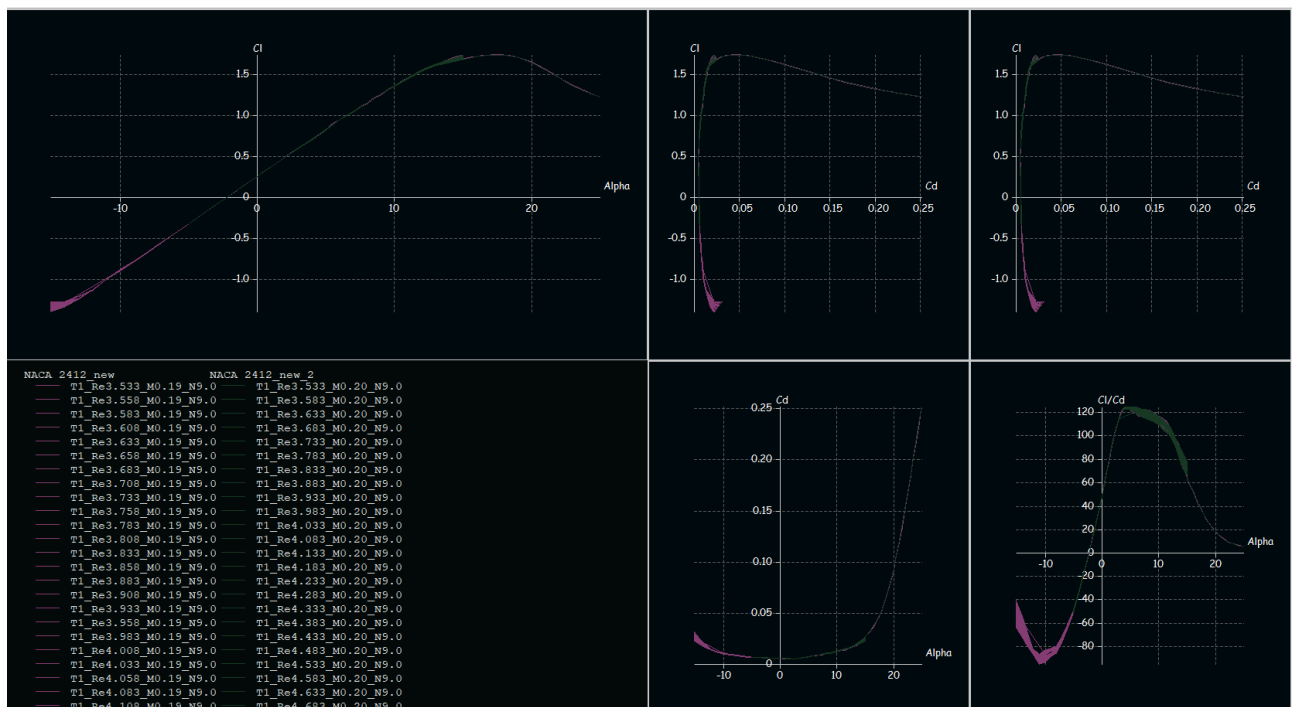 Cl
1.5
1.0
0.5
0
-0.5
-1.0
-10
0
10
20
Alpha
Cl
1.5
1.0
0.5
0
-0.5
-1.0
0
0.05
0.10
0.15
0.20
0.25
Cd
Cl
1.5
1.0
0.5
0
-0.5
-1.0
0
0.05
0.10
0.15
0.20
0.25
Cd
NACA 2412_new NACA 2412_new_2
T1_Re3.533_M0.19_N9.0 T1_Re3.533_M0.20_N9.0
T1_Re3.558_M0.19_N9.0 T1_Re3.583_M0.20_N9.0
T1_Re3.583_M0.19_N9.0 T1_Re3.633_M0.20_N9.0
T1_Re3.608_M0.19_N9.0 T1_Re3.683_M0.20_N9.0
T1_Re3.633_M0.19_N9.0 T1_Re3.733_M0.20_N9.0
T1_Re3.658_M0.19_N9.0 T1_Re3.783_M0.20_N9.0
T1_Re3.683_M0.19_N9.0 T1_Re3.833_M0.20_N9.0
T1_Re3.708_M0.19_N9.0 T1_Re3.883_M0.20_N9.0
T1_Re3.733_M0.19_N9.0 T1_Re3.933_M0.20_N9.0
T1_Re3.758_M0.19_N9.0 T1_Re3.983_M0.20_N9.0
T1_Re3.783_M0.19_N9.0 T1_Re4.033_M0.20_N9.0
T1_Re3.808_M0.19_N9.0 T1_Re4.083_M0.20_N9.0
T1_Re3.833_M0.19_N9.0 T1_Re4.133_M0.20_N9.0
T1_Re3.858_M0.19_N9.0 T1_Re4.183_M0.20_N9.0
T1_Re3.883_M0.19_N9.0 T1_Re4.233_M0.20_N9.0
T1_Re3.908_M0.19_N9.0 T1_Re4.283_M0.20_N9.0
T1_Re3.933_M0.19_N9.0 T1_Re4.333_M0.20_N9.0
T1_Re3.958_M0.19_N9.0 T1_Re4.383_M0.20_N9.0
T1_Re3.983_M0.19_N9.0 T1_Re4.433_M0.20_N9.0
T1_Re4.008_M0.19_N9.0 T1_Re4.483_M0.20_N9.0
T1_Re4.033_M0.19_N9.0 T1_Re4.533_M0.20_N9.0
T1_Re4.058_M0.19_N9.0 T1_Re4.583_M0.20_N9.0
T1_Re4.083_M0.19_N9.0 T1_Re4.633_M0.20_N9.0
T1_Re4.108_M0.19_N9.0 T1_Re4.683_M0.20_N9.0
Cd
0.25
0.20
0.15
0.10
0.05
0
-10
0
10
20
Alpha
Cl/Cd
120
100
80
60
40
20
0
-20
-40
-60
-80
-10
10
20
Alpha